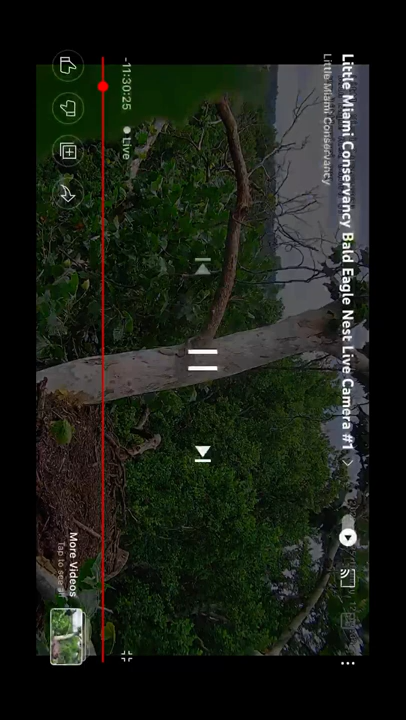 Little Miami Conservancy Bald Eagle Nest Live Camera #1
Little Miami Conservancy
-11:30:25
Live
More Videos
Tap to see all